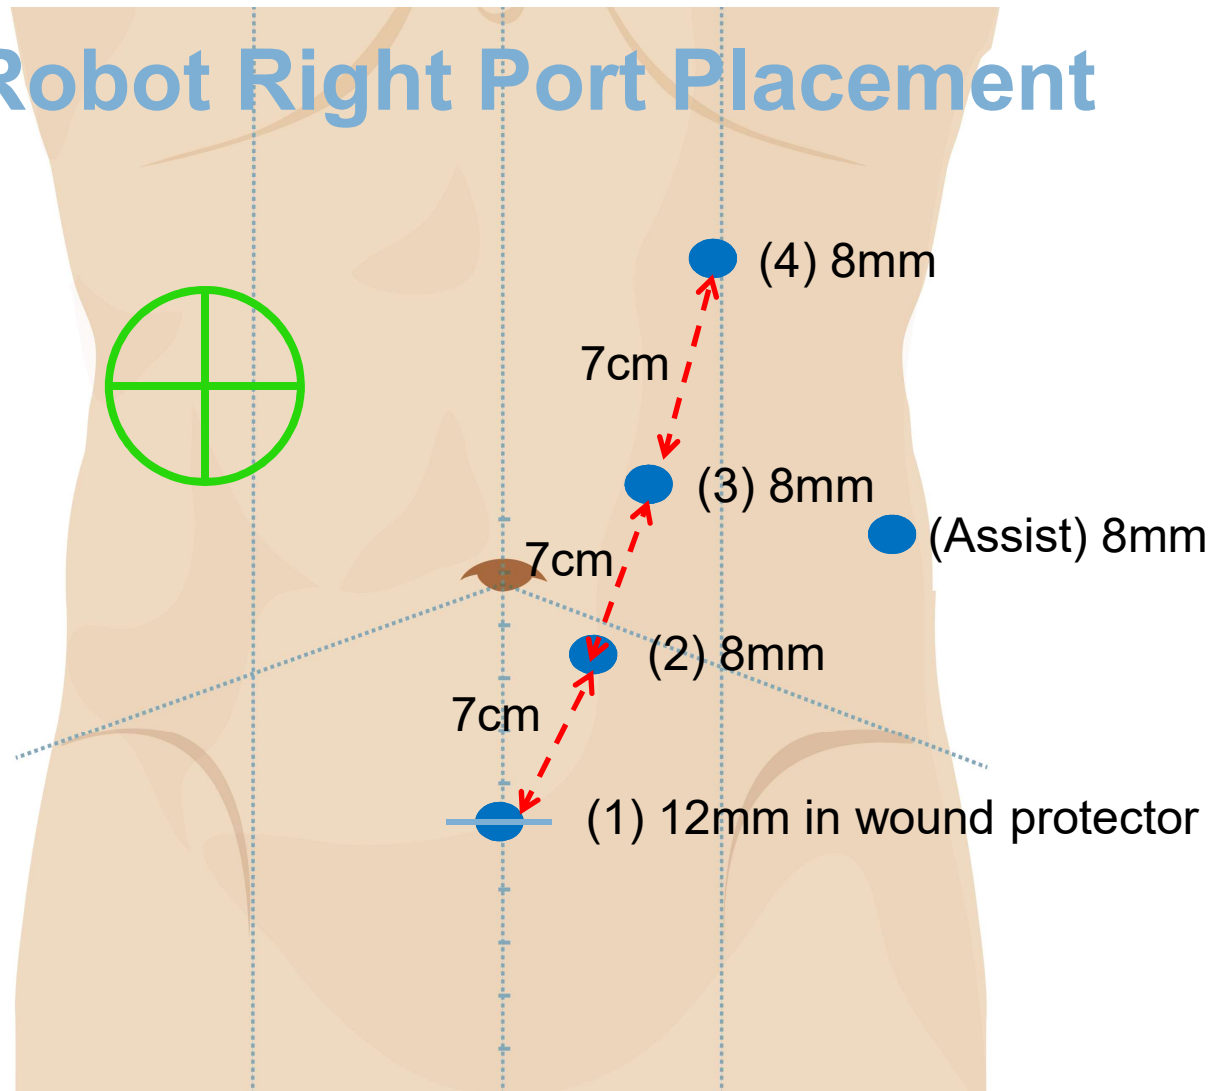 Robot Right Port Placement
(4) 8mm
7cm
(3) 8mm
(Assist) 8mm
7cm
(2) 8mm
7cm
(1) 12mm in wound protector